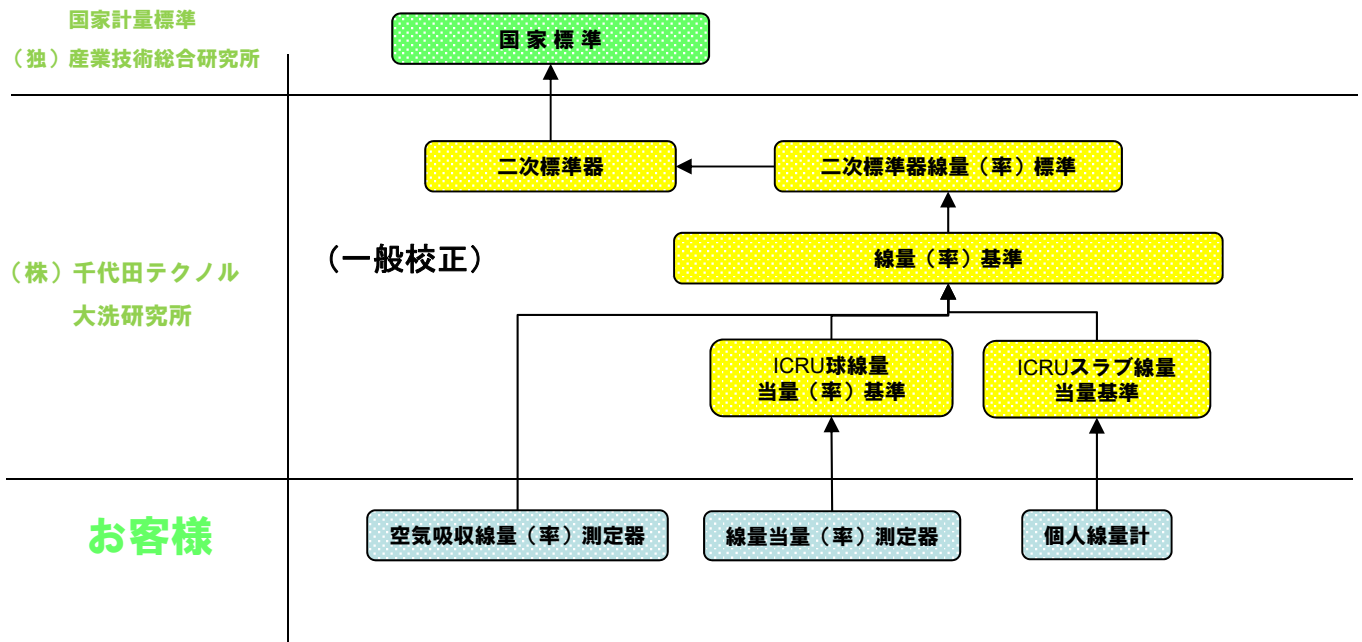 国家計量標準
（独）産業技術総合研究所
国 家 標 準
二次標準器
二次標準器線量（率）標準
（株）千代田テクノル
大洗研究所
（一般校正）
線量（率）基準
ICRU球線量
当量（率）基準
ICRUスラブ線量
当量基準
お客様
空気吸収線量（率）測定器
線量当量（率）測定器
個人線量計